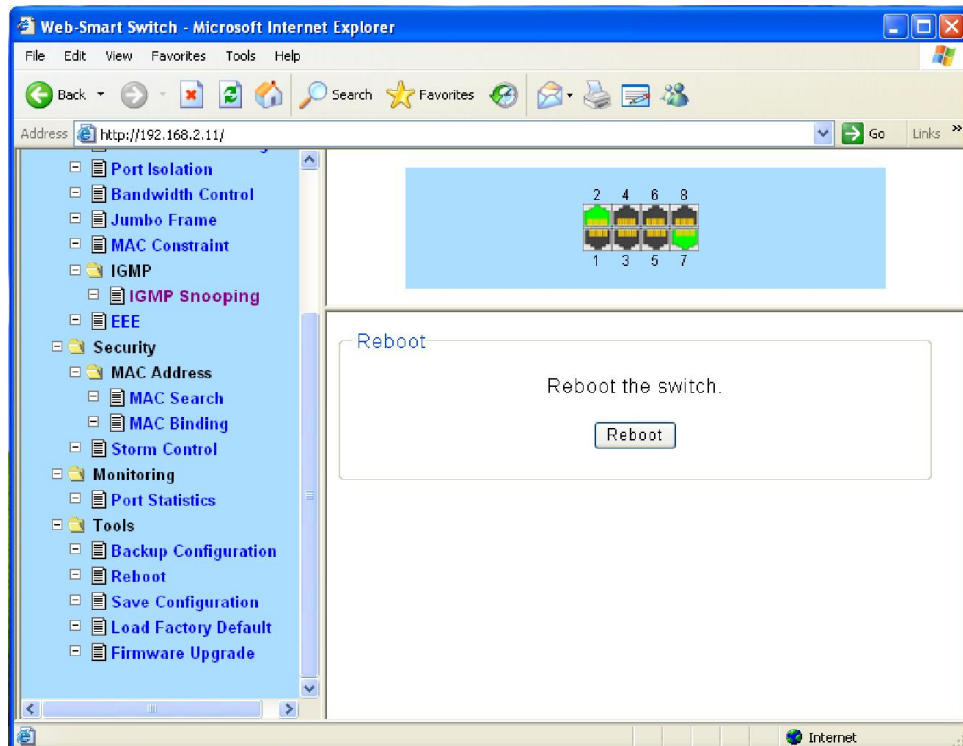 Web-Smart Switch - Microsoft Internet Explorer
File Edit View Favorites Tools Help
Back Search Favorites
Address http://192.168.2.11/ Go Links »
Port Isolation
Bandwidth Control
Jumbo Frame
MAC Constraint
IGMP
IGMP Snooping
EEE
Security
MAC Address
MAC Search
MAC Binding
Storm Control
Monitoring
Port Statistics
Tools
Backup Configuration
Reboot
Save Configuration
Load Factory Default
Firmware Upgrade
2 4 6 8
1 3 5 7
Reboot
Reboot the switch.
Reboot
Internet